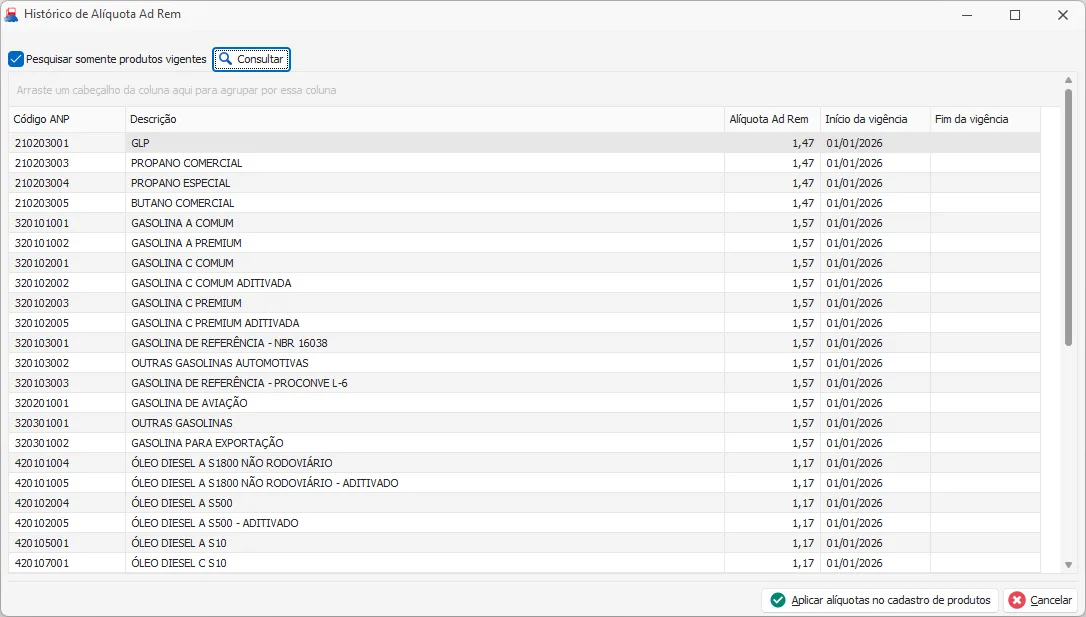 Histórico de Alíquota Ad Rem
Pesquisar somente produtos vigentes Consultar
Arraste um cabeçalho da coluna aqui para agrupar por essa coluna
Código ANP Descrição Alíquota Ad Rem Início da vigência Fim da vigência
210203001 GLP 1,47 01/01/2026
210203003 PROPANO COMERCIAL 1,47 01/01/2026
210203004 PROPANO ESPECIAL 1,47 01/01/2026
210203005 BUTANO COMERCIAL 1,47 01/01/2026
320101001 GASOLINA A COMUM 1,57 01/01/2026
320101002 GASOLINA A PREMIUM 1,57 01/01/2026
320102001 GASOLINA C COMUM 1,57 01/01/2026
320102002 GASOLINA C COMUM ADITIVADA 1,57 01/01/2026
320102003 GASOLINA C PREMIUM 1,57 01/01/2026
320102005 GASOLINA C PREMIUM ADITIVADA 1,57 01/01/2026
320103001 GASOLINA DE REFERÊNCIA - NBR 16038 1,57 01/01/2026
320103002 OUTRAS GASOLINAS AUTOMOTIVAS 1,57 01/01/2026
320103003 GASOLINA DE REFERÊNCIA - PROCONVE L-6 1,57 01/01/2026
320201001 GASOLINA DE AVIAÇÃO 1,57 01/01/2026
320301001 OUTRAS GASOLINAS 1,57 01/01/2026
320301002 GASOLINA PARA EXPORTAÇÃO 1,57 01/01/2026
420101004 ÓLEO DIESEL A S1800 NÃO RODOVIÁRIO 1,17 01/01/2026
420101005 ÓLEO DIESEL A S1800 NÃO RODOVIÁRIO - ADITIVADO 1,17 01/01/2026
420102004 ÓLEO DIESEL A S500 1,17 01/01/2026
420102005 ÓLEO DIESEL A S500 - ADITIVADO 1,17 01/01/2026
420105001 ÓLEO DIESEL A S10 1,17 01/01/2026
420107001 ÓLEO DIESEL C S10 1,17 01/01/2026
Aplicar alíquotas no cadastro de produtos Cancelar